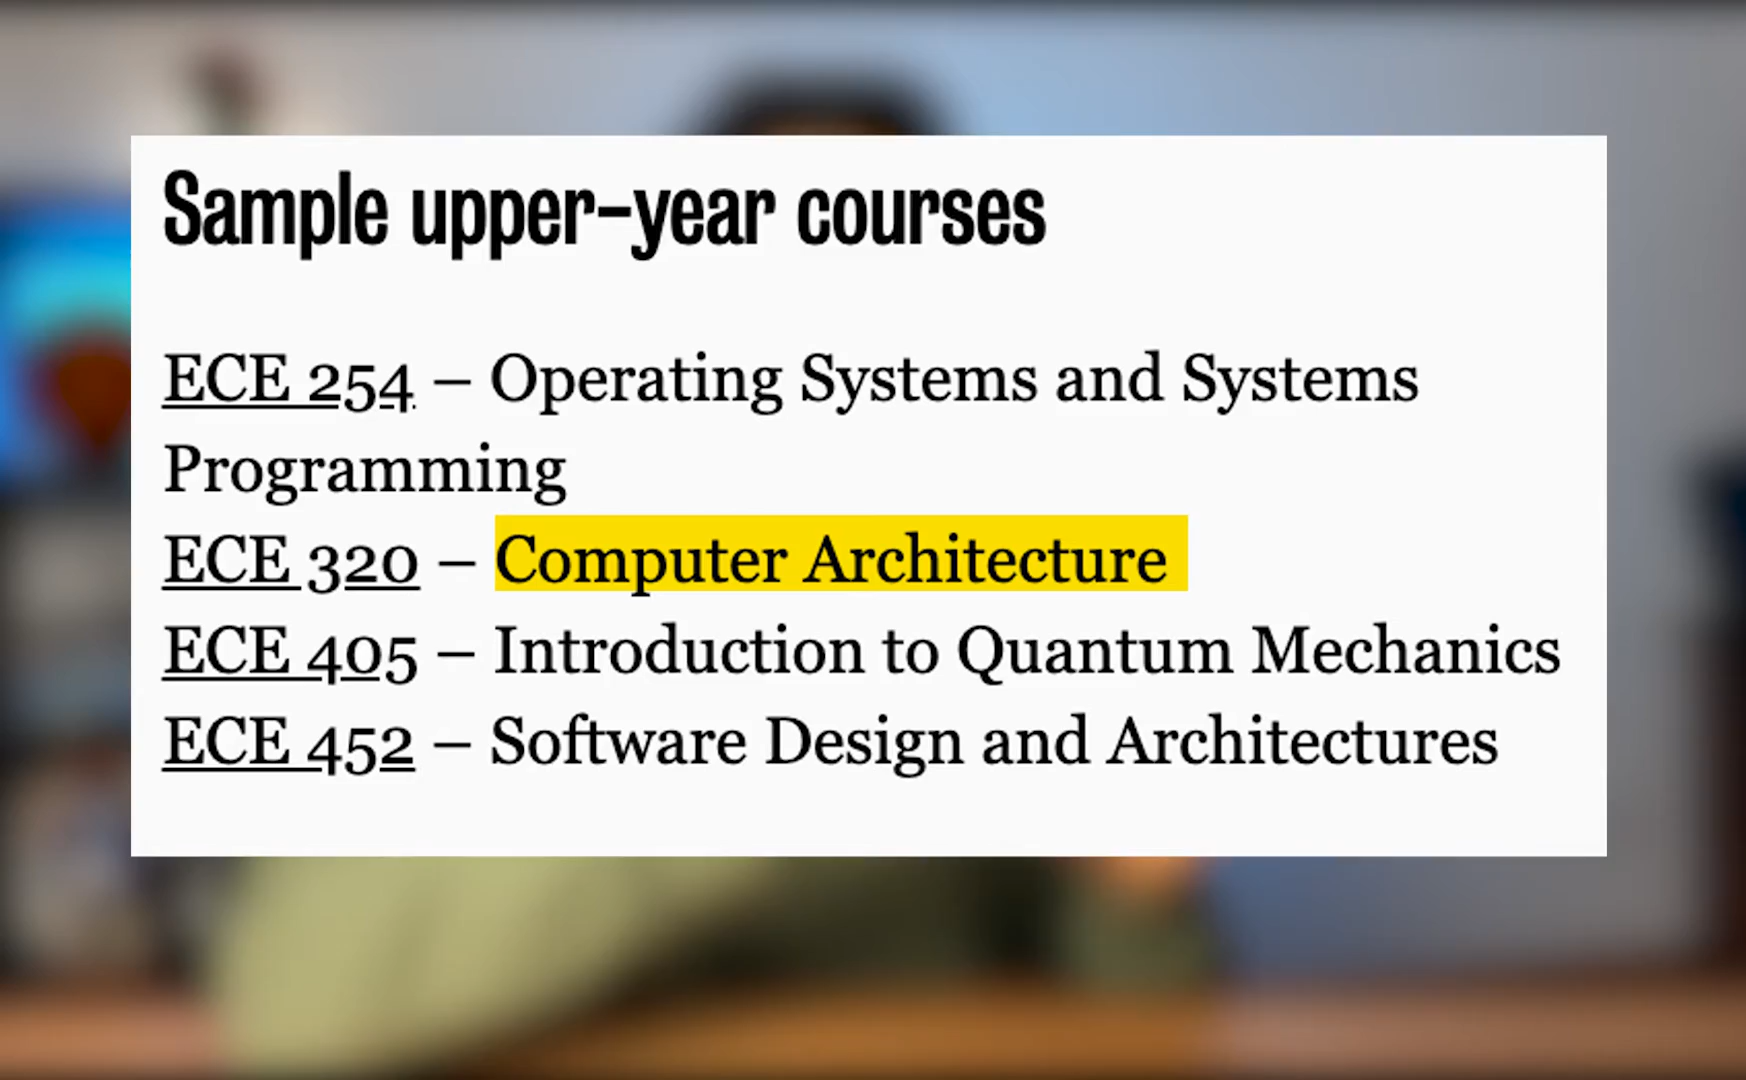 Sample upper-year courses
ECE 254 – Operating Systems and Systems
Programming
ECE 320 – Computer Architecture
ECE 405 – Introduction to Quantum Mechanics
ECE 452 – Software Design and Architectures